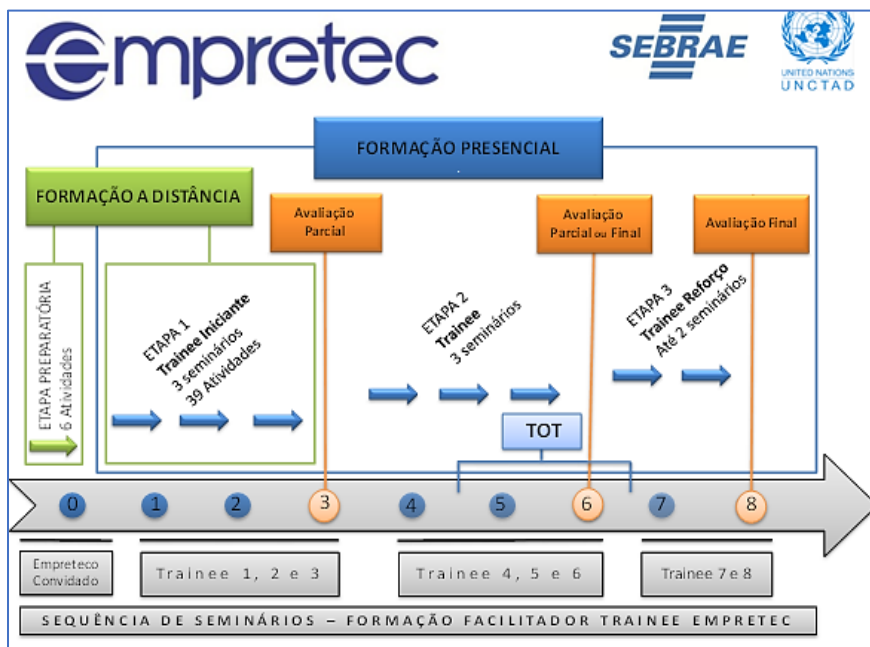 empretec
SEBRAE
UNITED NATIONS
UNCTAD
FORMAÇÃO PRESENCIAL
FORMAÇÃO A DISTÂNCIA
Avaliação
Parcial
Avaliação
Parcial ou Final
Avaliação Final
ETAPA PREPARATÓRIA
6 Atividades
ETAPA 1
Trainee Iniciante
3 seminários
39 Atividades
ETAPA 2
Trainee
3 seminários
ETAPA 3
Trainee Reforço
Até 2 seminários
TOT
0 1 2 3 4 5 6 7 8
Empreteco
Convidado
Trainee 1, 2 e 3
Trainee 4, 5 e 6
Trainee 7 e 8
SEQUÊNCIA DE SEMINÁRIOS – FORMAÇÃO FACILITADOR TRAINEE EMPRETEC